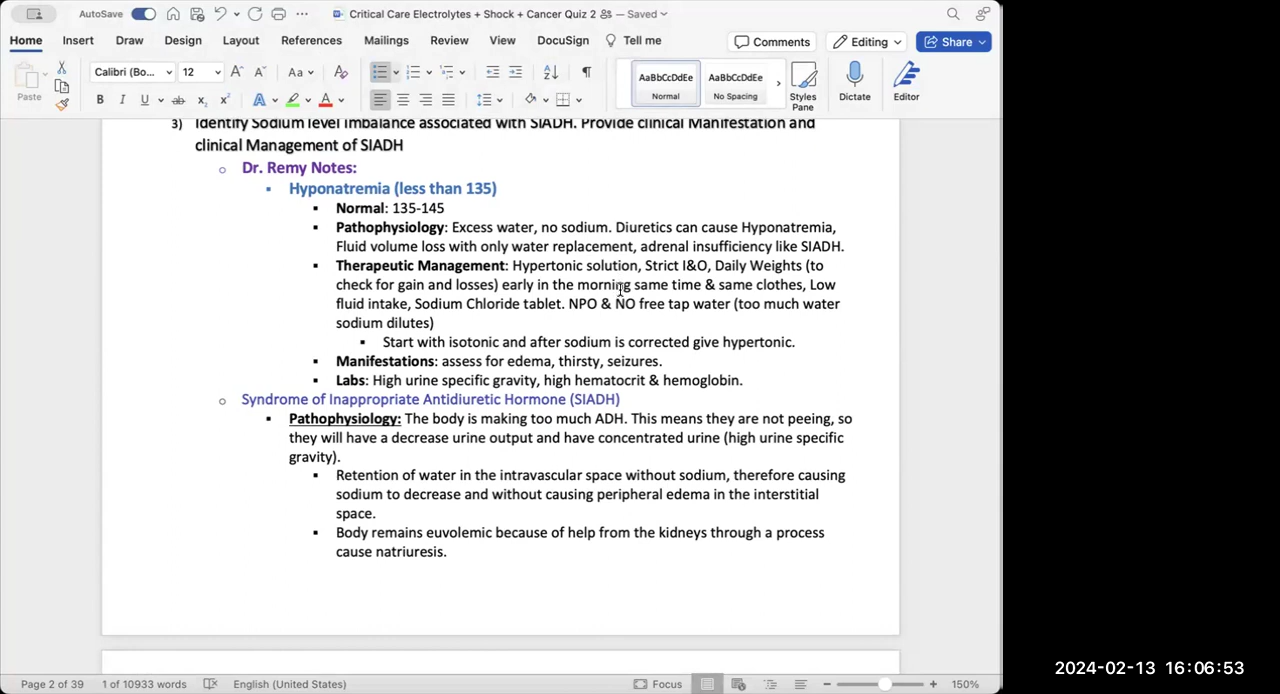 AutoSave
Critical Care Electrolytes + Shock + Cancer Quiz 2 — Saved
Home Insert Draw Design Layout References Mailings Review View DocuSign Tell me Comments Editing Share
Paste
Calibri (Bo... 12
AaBbCcDdEe AaBbCcDdEe
Normal No Spacing Styles Pane Dictate Editor
3) Identify Sodium level imbalance associated with SIADH. Provide clinical Manifestation and
clinical Management of SIADH
Dr. Remy Notes:
Hyponatremia (less than 135)
Normal: 135-145
Pathophysiology: Excess water, no sodium. Diuretics can cause Hyponatremia,
Fluid volume loss with only water replacement, adrenal insufficiency like SIADH.
Therapeutic Management: Hypertonic solution, Strict I&O, Daily Weights (to
check for gain and losses) early in the morning same time & same clothes, Low
fluid intake, Sodium Chloride tablet. NPO & NO free tap water (too much water
sodium dilutes)
Start with isotonic and after sodium is corrected give hypertonic.
Manifestations: assess for edema, thirsty, seizures.
Labs: High urine specific gravity, high hematocrit & hemoglobin.
Syndrome of Inappropriate Antidiuretic Hormone (SIADH)
Pathophysiology: The body is making too much ADH. This means they are not peeing, so
they will have a decrease urine output and have concentrated urine (high urine specific
gravity).
Retention of water in the intravascular space without sodium, therefore causing
sodium to decrease and without causing peripheral edema in the interstitial
space.
Body remains euvolemic because of help from the kidneys through a process
cause natriuresis.
2024-02-13 16:06:53
Page 2 of 39 1 of 10933 words English (United States) Focus 150%